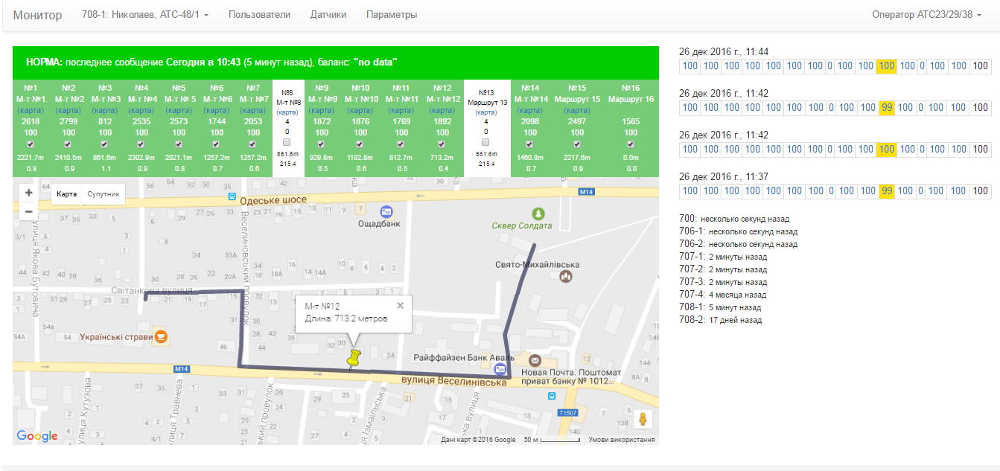 Монитор 708-1: Николаев, АТС-48/1 Пользователи Датчики Параметры Оператор АТС23/29/38
НОРМА: последнее сообщение Сегодня в 10:43 (5 минут назад), баланс: "no data"
№1 №2 №3 №4 №5 №6 №7 №8 №9 №10 №11 №12 №13 №14 №15 №16
М-т №1. М-т №2 М-т №3 М-т №4 М-т № 5 М-т №6 М-т №7 М-т №8 М-т №9 М-т №10 М-т №11 М-т №12 Маршрут 13 М-т №14 Маршрут 15 Маршрут 16
(карта) (карта) (карта) (карта) (карта) (карта) (карта) (карта) (карта) (карта) (карта) (карта) (карта) (карта) (карта)
2618 2799 812 2535 2573 1744 2053 4 1872 1876 1769 1892 4 2098 2497 1565
100 100 100 100 100 100 100 0 100 100 100 100 0 100 100 100
2221.7m 2410.5m 861.6m 2302.9m 2021.1m 1257.2m 1257.2m 861.6m 929.8m 1192.8m 812.7m 713.2m 861.6m 1460.8m 2217.6m 0.0m
0.8 0.9 1.1 0.9 0.8 0.7 0.6 215.4 0.5 0.6 0.5 0.4 215.4 0.7 0.9 0.0
+
−
Карта Супутник
Одеське шосе
M14
Ощадбанк
Сквер Солдата
Веселиновський провулок
вулиця Якова Бутовича
Свято-Михайлівська
Світанкова вулиця
М-т №12
Длина: 713.2 метров
Українські страви
Райффайзен Банк Аваль
Нова Почта. Поштомат
приват банку № 1012...
M14
вулиця Веселинівська
T1507
Google
Дані карт ©2016 Google 50 м Умови використання
26 дек 2016 г., 11:44
100 100 100 100 100 100 100 0 100 100 100 100 0 100 100 100
26 дек 2016 г., 11:42
100 100 100 100 100 100 100 0 100 100 99 100 0 100 100 100
26 дек 2016 г., 11:42
100 100 100 100 100 100 100 0 100 100 100 100 0 100 100 100
26 дек 2016 г., 11:37
100 100 100 100 100 100 100 0 100 100 99 100 0 100 100 100
700: несколько секунд назад
706-1: несколько секунд назад
706-2: несколько секунд назад
707-1: 2 минуты назад
707-2: 2 минуты назад
707-3: 2 минуты назад
707-4: 4 месяца назад
708-1: 5 минут назад
708-2: 17 дней назад